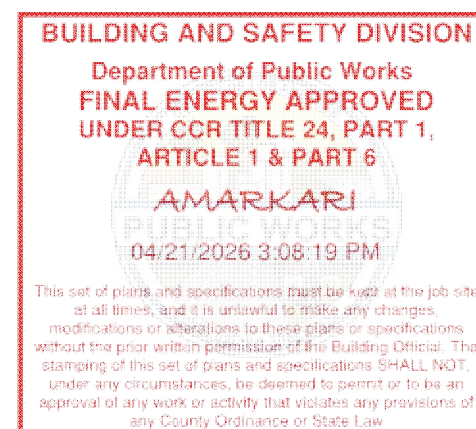 BUILDING AND SAFETY DIVISION
Department of Public Works
FINAL ENERGY APPROVED
UNDER CCR TITLE 24, PART 1,
ARTICLE 1 & PART 6
AMARKARI
PUBLIC WORKS
04/21/2026 3:08:19 PM
This set of plans and specifications must be kept at the job site
at all times, and it is unlawful to make any changes,
modifications or alterations to these plans or specifications
without the prior written permission of the Building Official. The
stamping of this set of plans and specifications SHALL NOT,
under any circumstances, be deemed to permit or to be an
approval of any work or activity that violates any provisions of
any County Ordinance or State Law